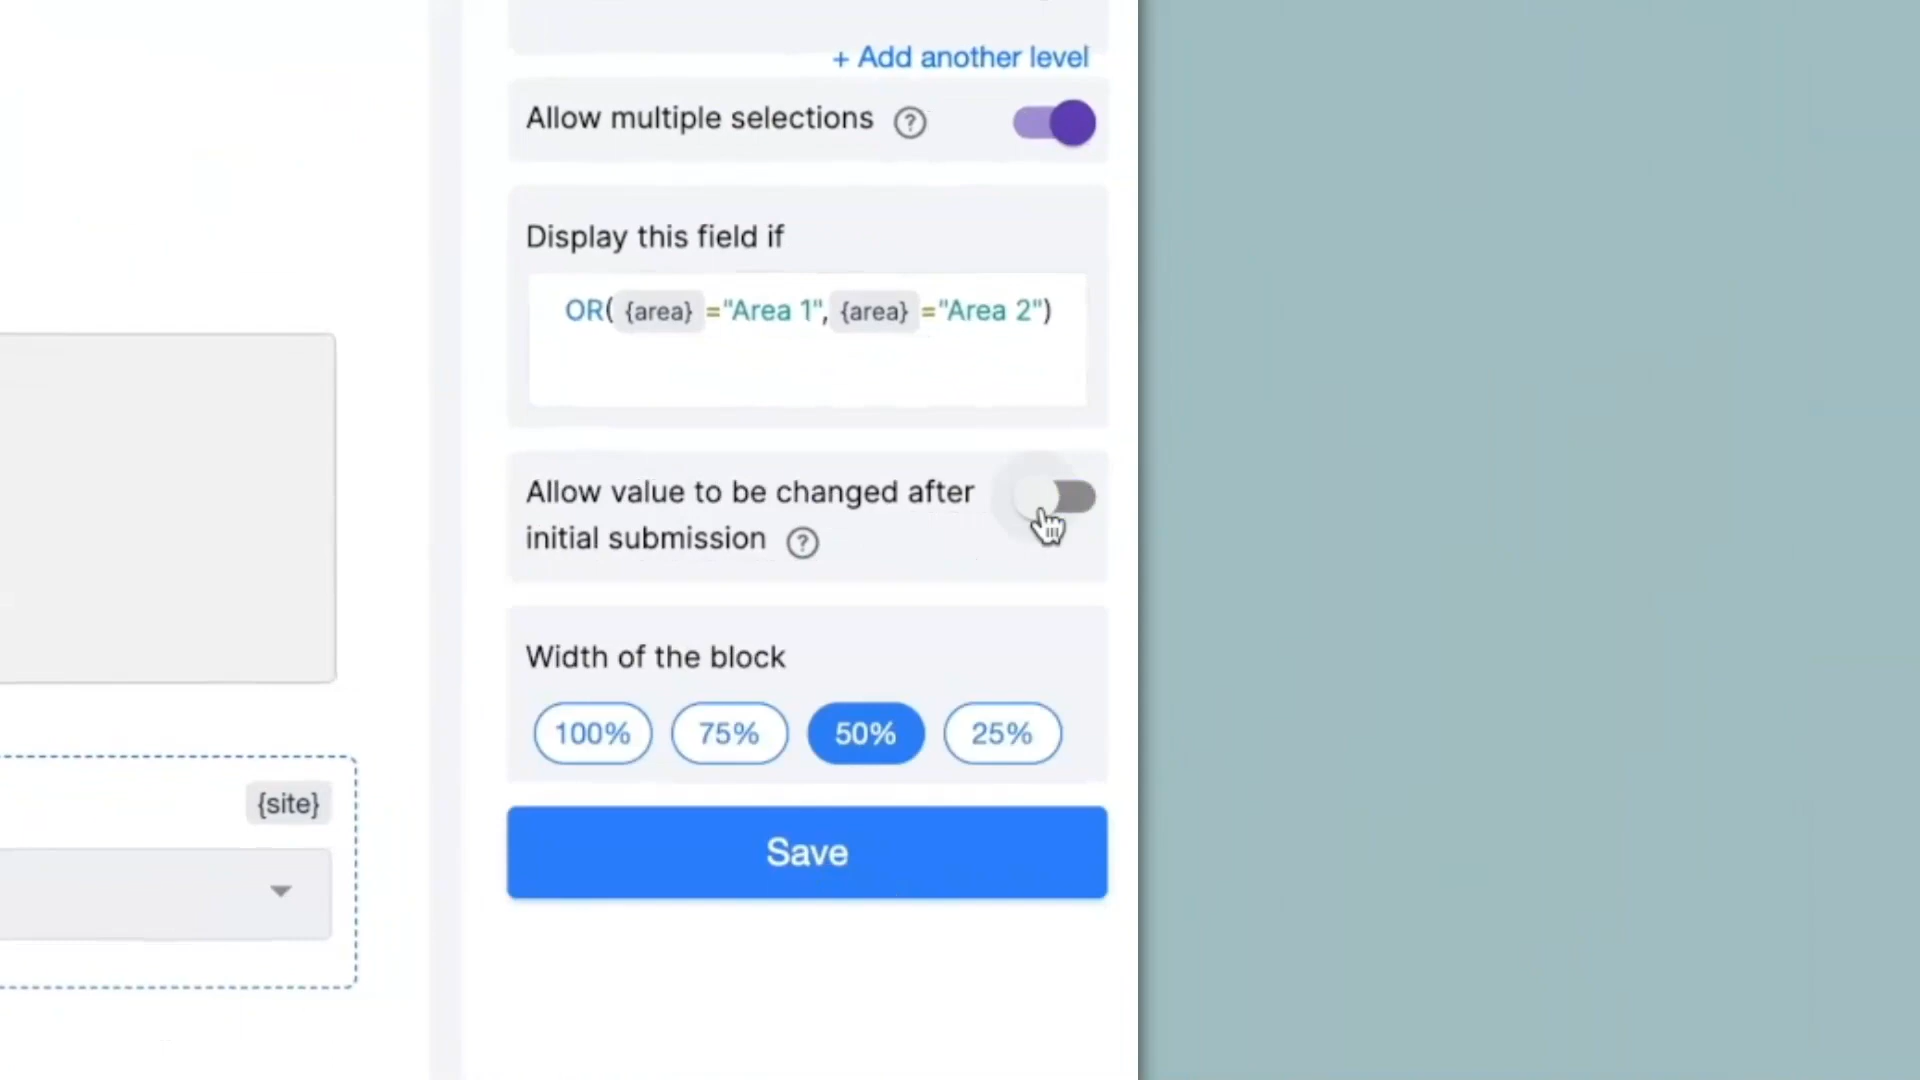 + Add another level
Allow multiple selections ?
Display this field if
OR( {area} ="Area 1", {area} ="Area 2")
Allow value to be changed after
initial submission ?
Width of the block
100% 75% 50% 25%
{site}
Save